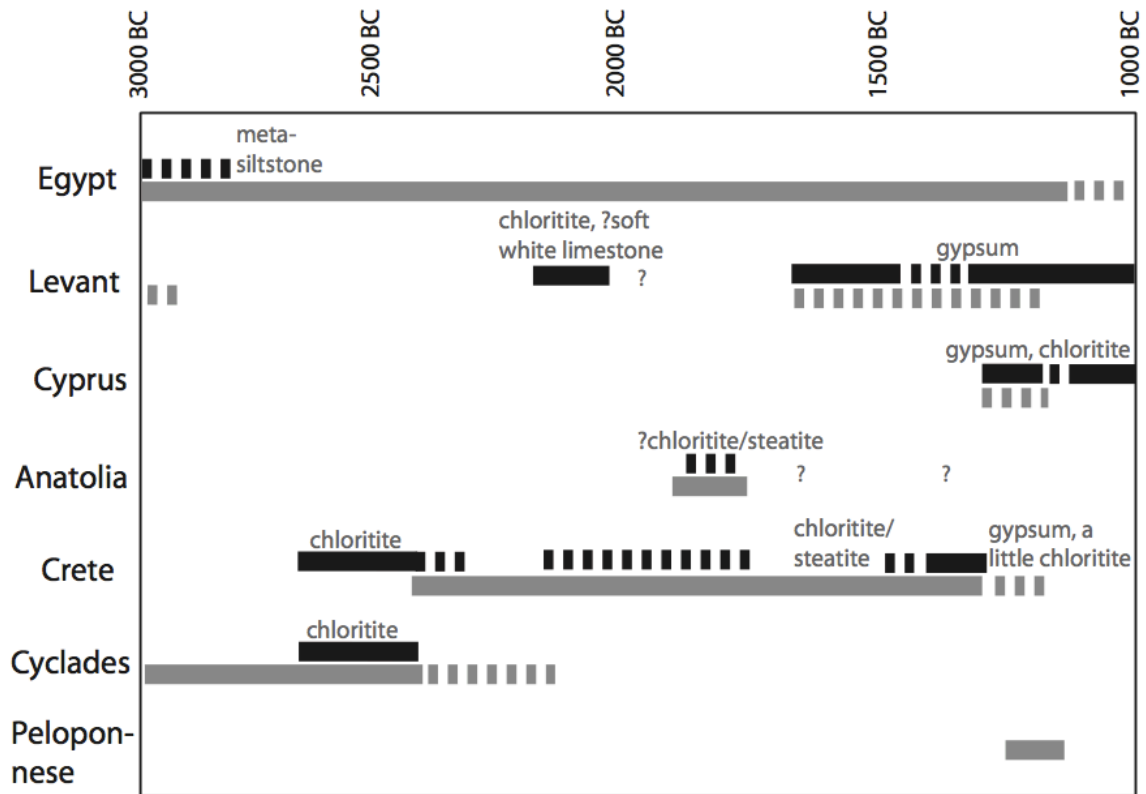 3000 BC
2500 BC
2000 BC
1500 BC
1000 BC
Egypt
meta-
siltstone
Levant
chloritite, ?soft
white limestone
?
gypsum
Cyprus
gypsum, chloritite
Anatolia
?chloritite/steatite
?
?
Crete
chloritite
chloritite/
steatite
gypsum, a
little chloritite
Cyclades
chloritite
Pelopon-
nese